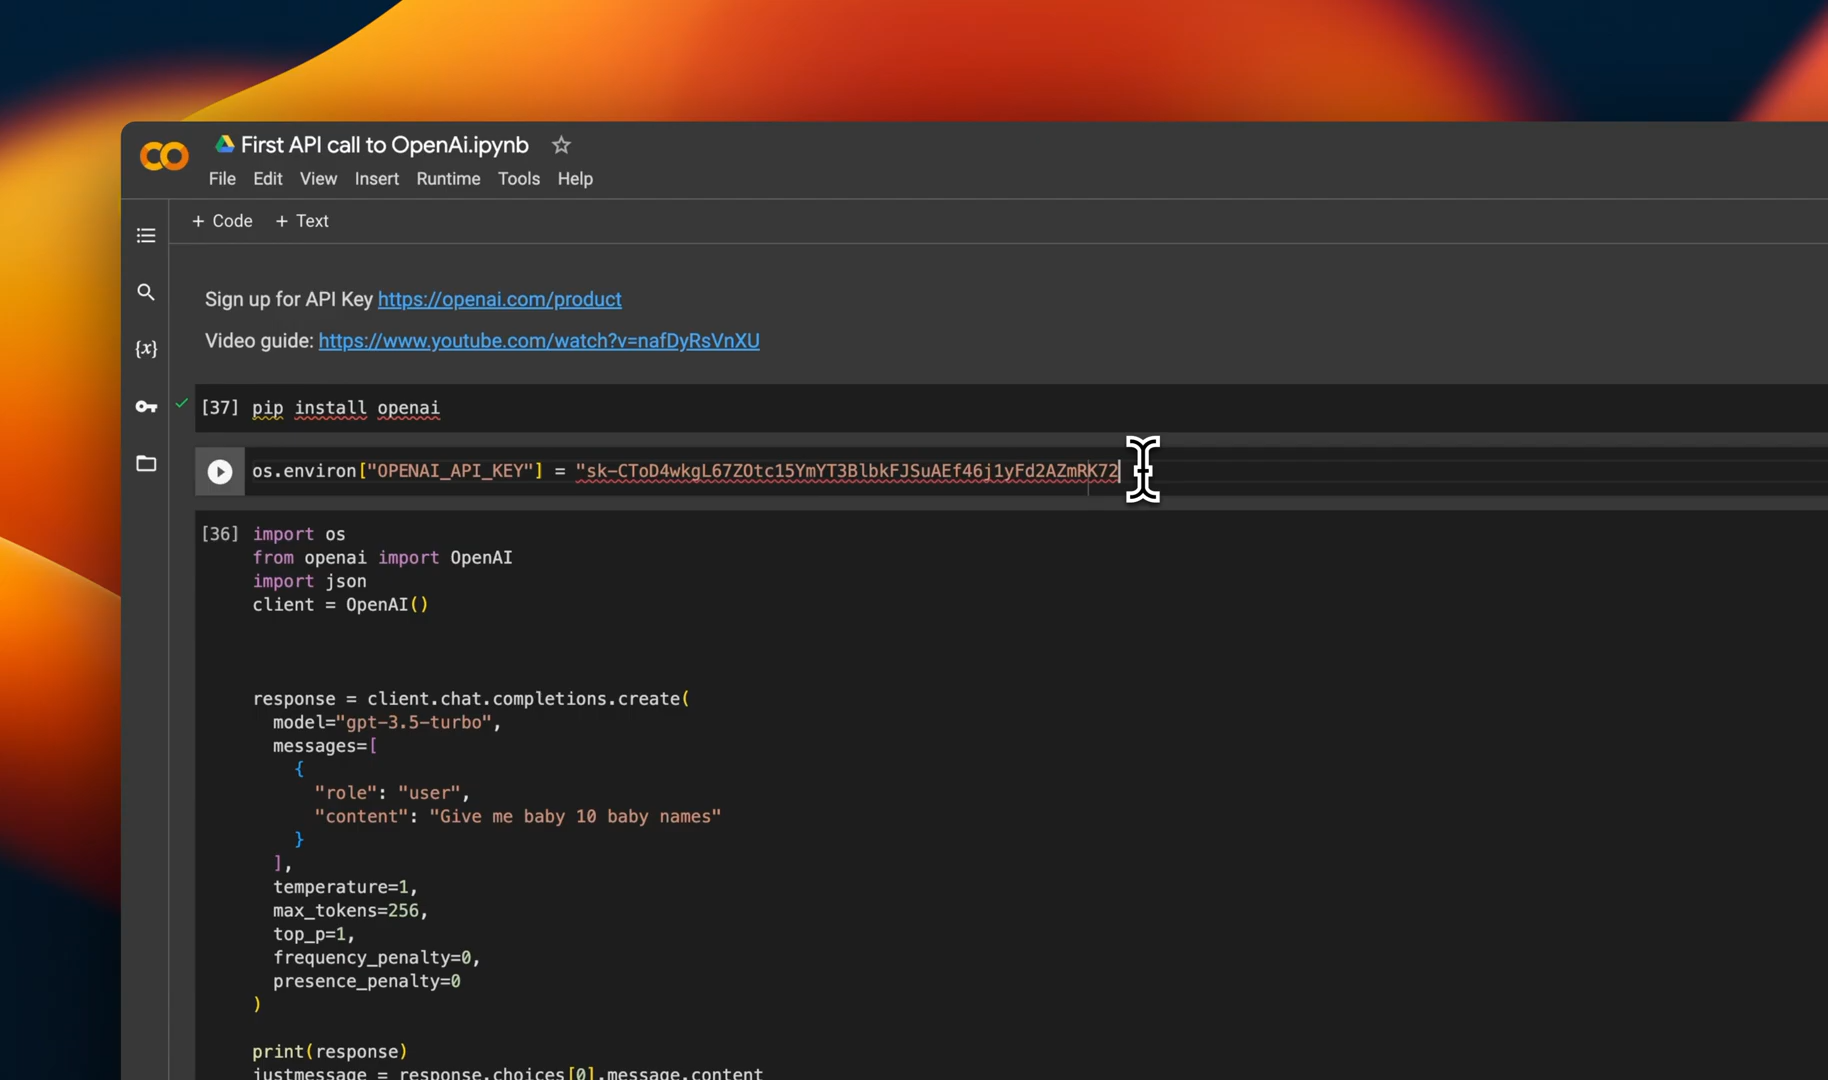 First API call to OpenAi.ipynb
File Edit View Insert Runtime Tools Help
+ Code + Text
Sign up for API Key https://openai.com/product
Video guide: https://www.youtube.com/watch?v=nafDyRsVnXU
[37] pip install openai
os.environ["OPENAI_API_KEY"] = "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
[36] import os
from openai import OpenAI
import json
client = OpenAI()
response = client.chat.completions.create(
model="gpt-3.5-turbo",
messages=[
{
"role": "user",
"content": "Give me baby 10 baby names"
}
],
temperature=1,
max_tokens=256,
top_p=1,
frequency_penalty=0,
presence_penalty=0
)
print(response)
justmessage = response.choices[0].message.content